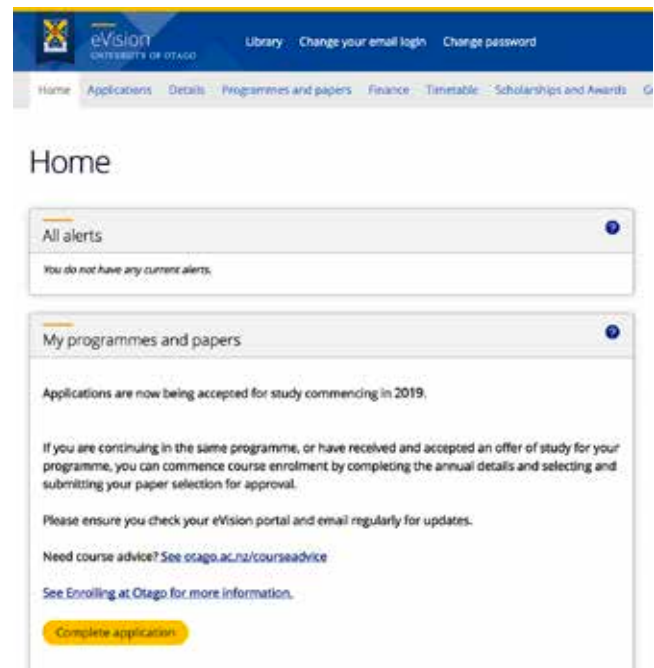 eVision
UNIVERSITY OF OTAGO
Library Change your email login Change password
Home Applications Details Programmes and papers Finance Timetable Scholarships and Awards
Home
All alerts
You do not have any current alerts.
My programmes and papers
Applications are now being accepted for study commencing in 2019.
If you are continuing in the same programme, or have received and accepted an offer of study for your
programme, you can commence course enrolment by completing the annual details and selecting and
submitting your paper selection for approval.
Please ensure you check your eVision portal and email regularly for updates.
Need course advice? See otago.ac.nz/courseadvice
See Enrolling at Otago for more information.
Complete application